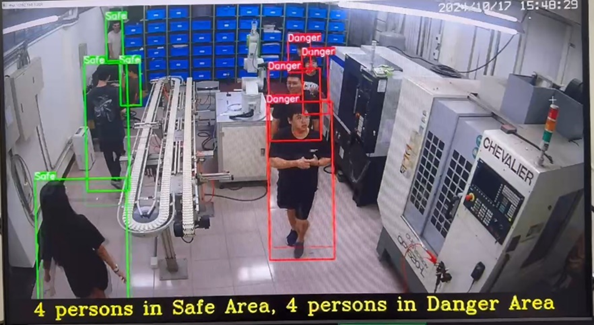 2024/10/17 15:48:29
Safe
Danger
Danger
Safe
Safe
Danger
Danger
CHEVALIER
Safe
4 persons in Safe Area, 4 persons in Danger Area